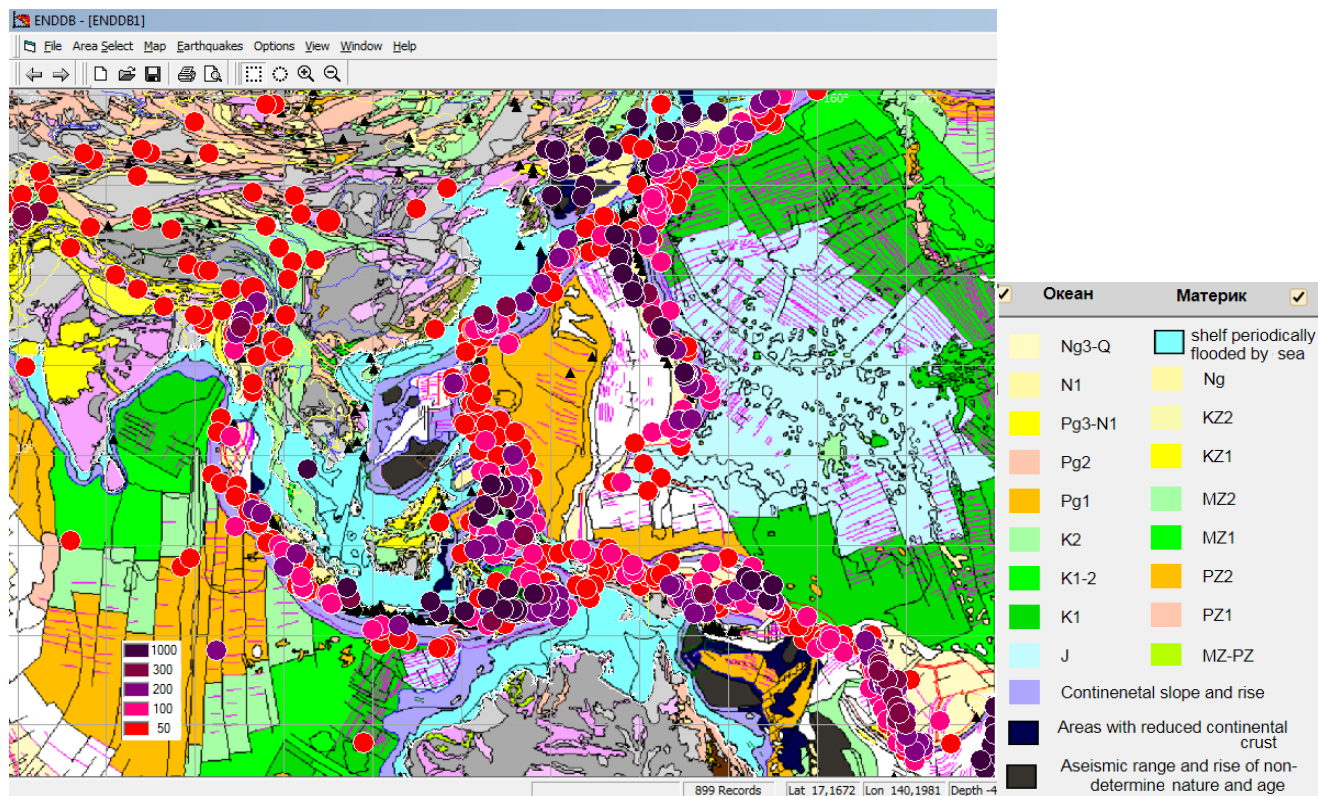 ENDDB - [ENDDB1]
File Area Select Map Earthquakes Options View Window Help
160°
1000
300
200
100
50
899 Records Lat 17,1672 Lon 140,1981 Depth -4
Океан Материк
Ng3-Q
N1
Pg3-N1
Pg2
Pg1
K2
K1-2
K1
J
shelf periodically
flooded by sea
Ng
KZ2
KZ1
MZ2
MZ1
PZ2
PZ1
MZ-PZ
Continenetal slope and rise
Areas with reduced continental
crust
Aseismic range and rise of non-
determine nature and age